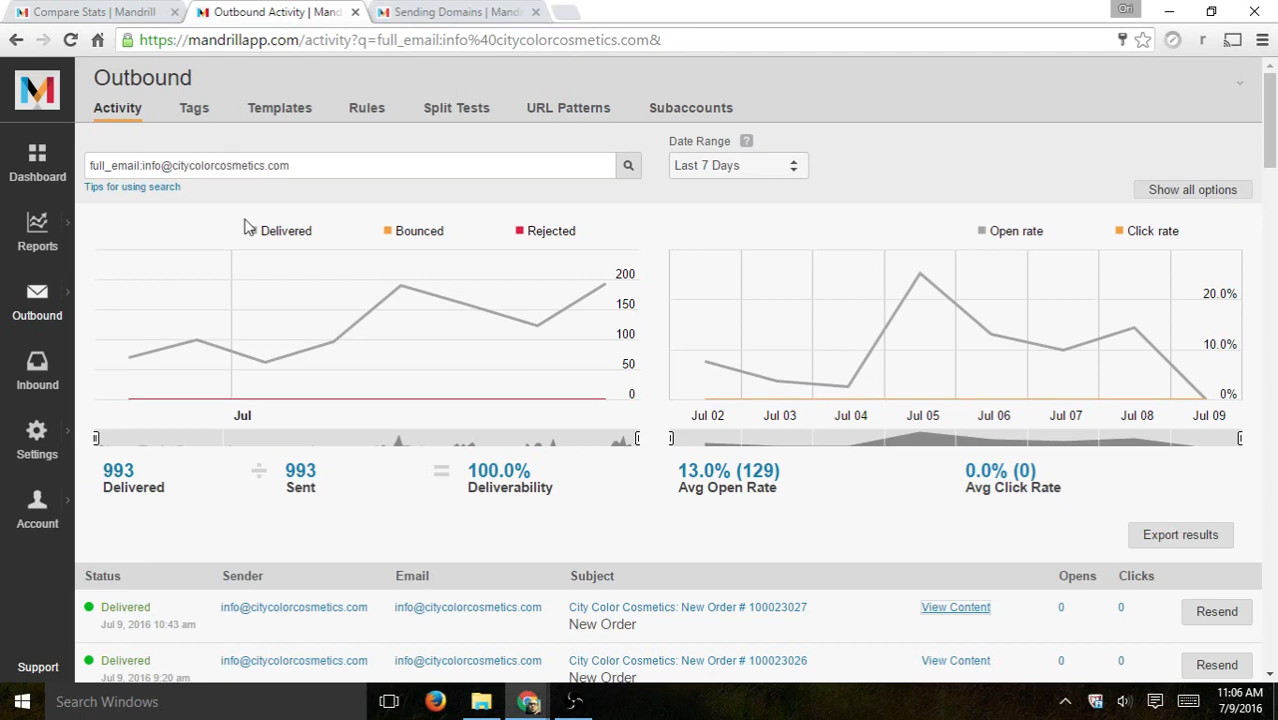 Compare Stats | Mandrill
Outbound Activity | Mand
Sending Domains | Mand
Ori
https://mandrillapp.com/activity?q=full_email:info%40citycolorcosmetics.com&
Outbound
Activity
Tags
Templates
Rules
Split Tests
URL Patterns
Subaccounts
Dashboard
Reports
Outbound
Inbound
Settings
Account
Support
full_email:info@citycolorcosmetics.com
Tips for using search
Date Range ?
Last 7 Days
Show all options
Delivered
Bounced
Rejected
200
150
100
50
0
Jul
Open rate
Click rate
20.0%
10.0%
0%
Jul 02
Jul 03
Jul 04
Jul 05
Jul 06
Jul 07
Jul 08
Jul 09
993 ÷ 993 = 100.0%
Delivered Sent Deliverability
13.0% (129)
Avg Open Rate
0.0% (0)
Avg Click Rate
Export results
Status Sender Email Subject Opens Clicks
Delivered info@citycolorcosmetics.com info@citycolorcosmetics.com City Color Cosmetics: New Order # 100023027 View Content 0 0 Resend
Jul 9, 2016 10:43 am New Order
Delivered info@citycolorcosmetics.com info@citycolorcosmetics.com City Color Cosmetics: New Order # 100023026 View Content 0 0 Resend
Jul 9, 2016 9:20 am New Order
Search Windows
11:06 AM
7/9/2016